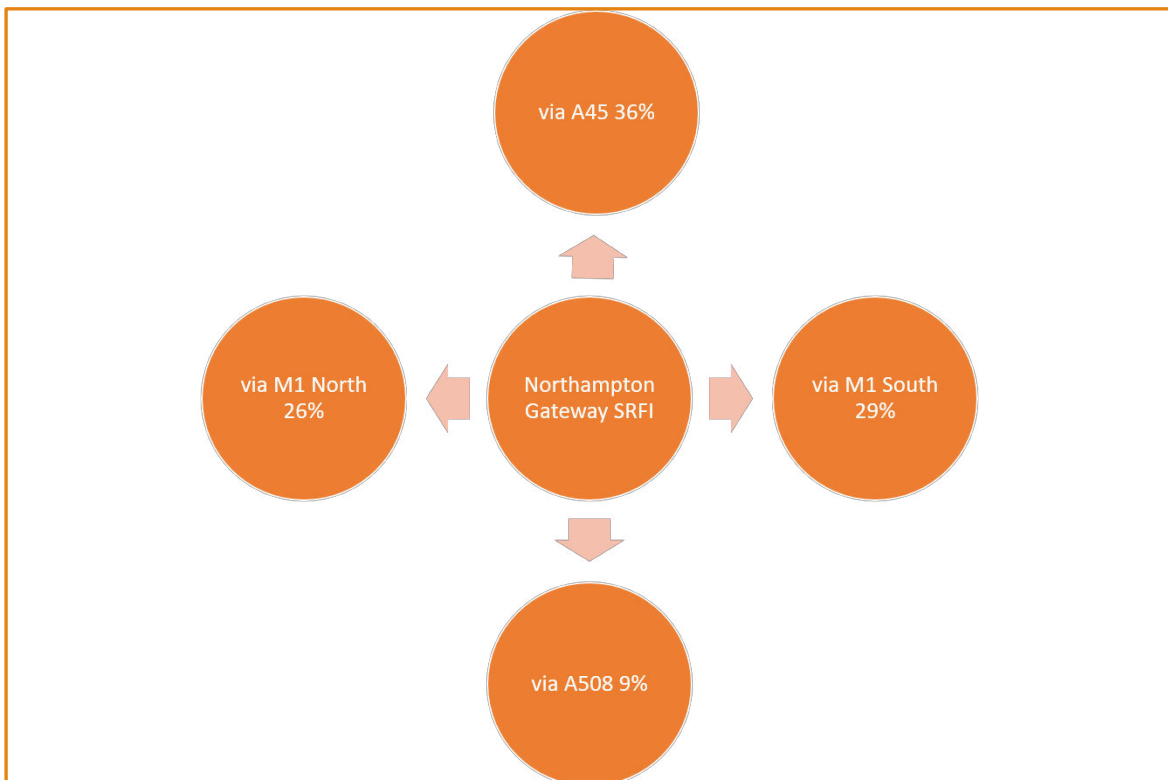 via A45 36%
via M1 North
26%
Northampton
Gateway SRFI
via M1 South
29%
via A508 9%